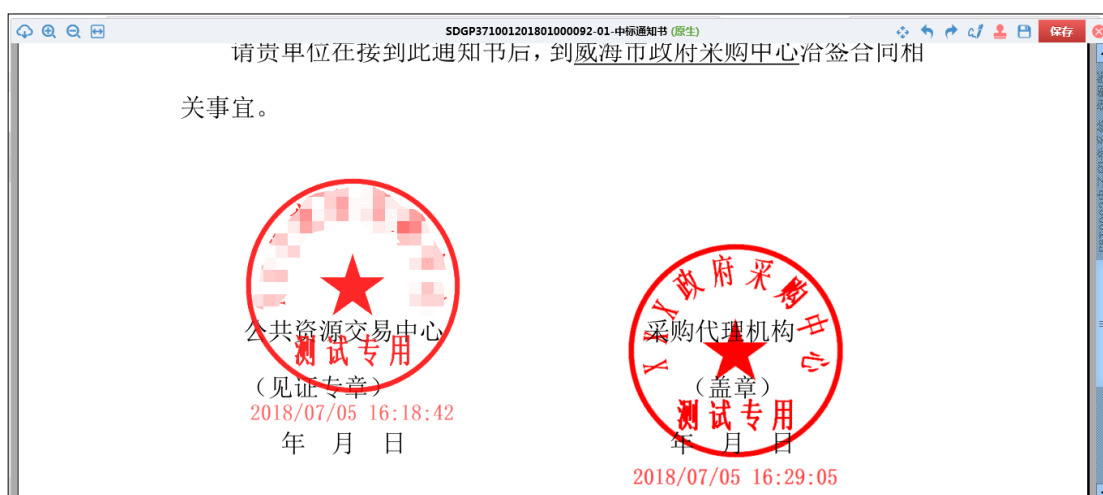 SDGP371001201801000092-01-中标通知书 (原生)
保存
请贵单位在接到此通知书后，到威海市政府采购中心洽签合同相
关事宜。
公共资源交易中心
测试专用
（见证专章）
2018/07/05 16:18:42
年 月 日
XXX政府采购中心
采购代理机构
（盖章）
测试专用
年 月 日
2018/07/05 16:29:05